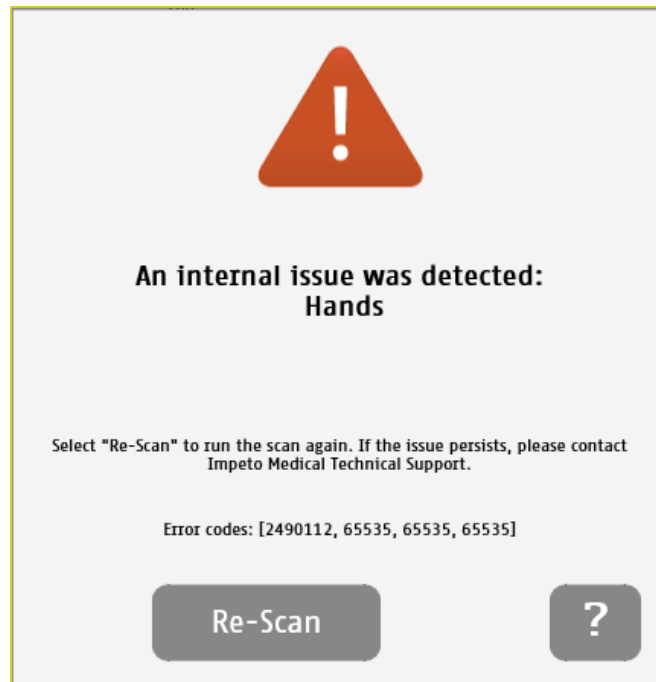 !
An internal issue was detected:
Hands
Select "Re-Scan" to run the scan again. If the issue persists, please contact
Impeto Medical Technical Support.
Error codes: [2490112, 65535, 65535, 65535]
Re-Scan
?